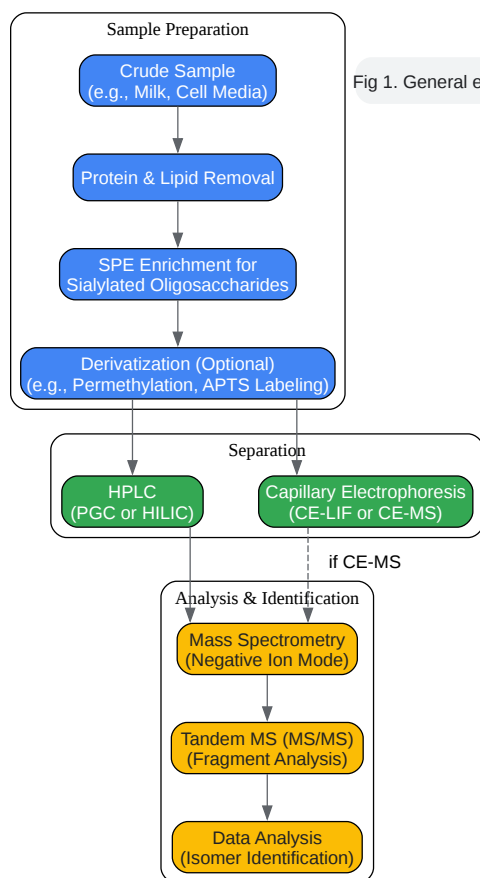 Sample Preparation
Crude Sample
(e.g., Milk, Cell Media)
Fig 1. General e
Protein & Lipid Removal
SPE Enrichment for
Sialylated Oligosaccharides
Derivatization (Optional)
(e.g., Permethylation, APTS Labeling)
Separation
HPLC
(PGC or HILIC)
Capillary Electrophoresis
(CE-LIF or CE-MS)
if CE-MS
Analysis & Identification
Mass Spectrometry
(Negative Ion Mode)
Tandem MS (MS/MS)
(Fragment Analysis)
Data Analysis
(Isomer Identification)